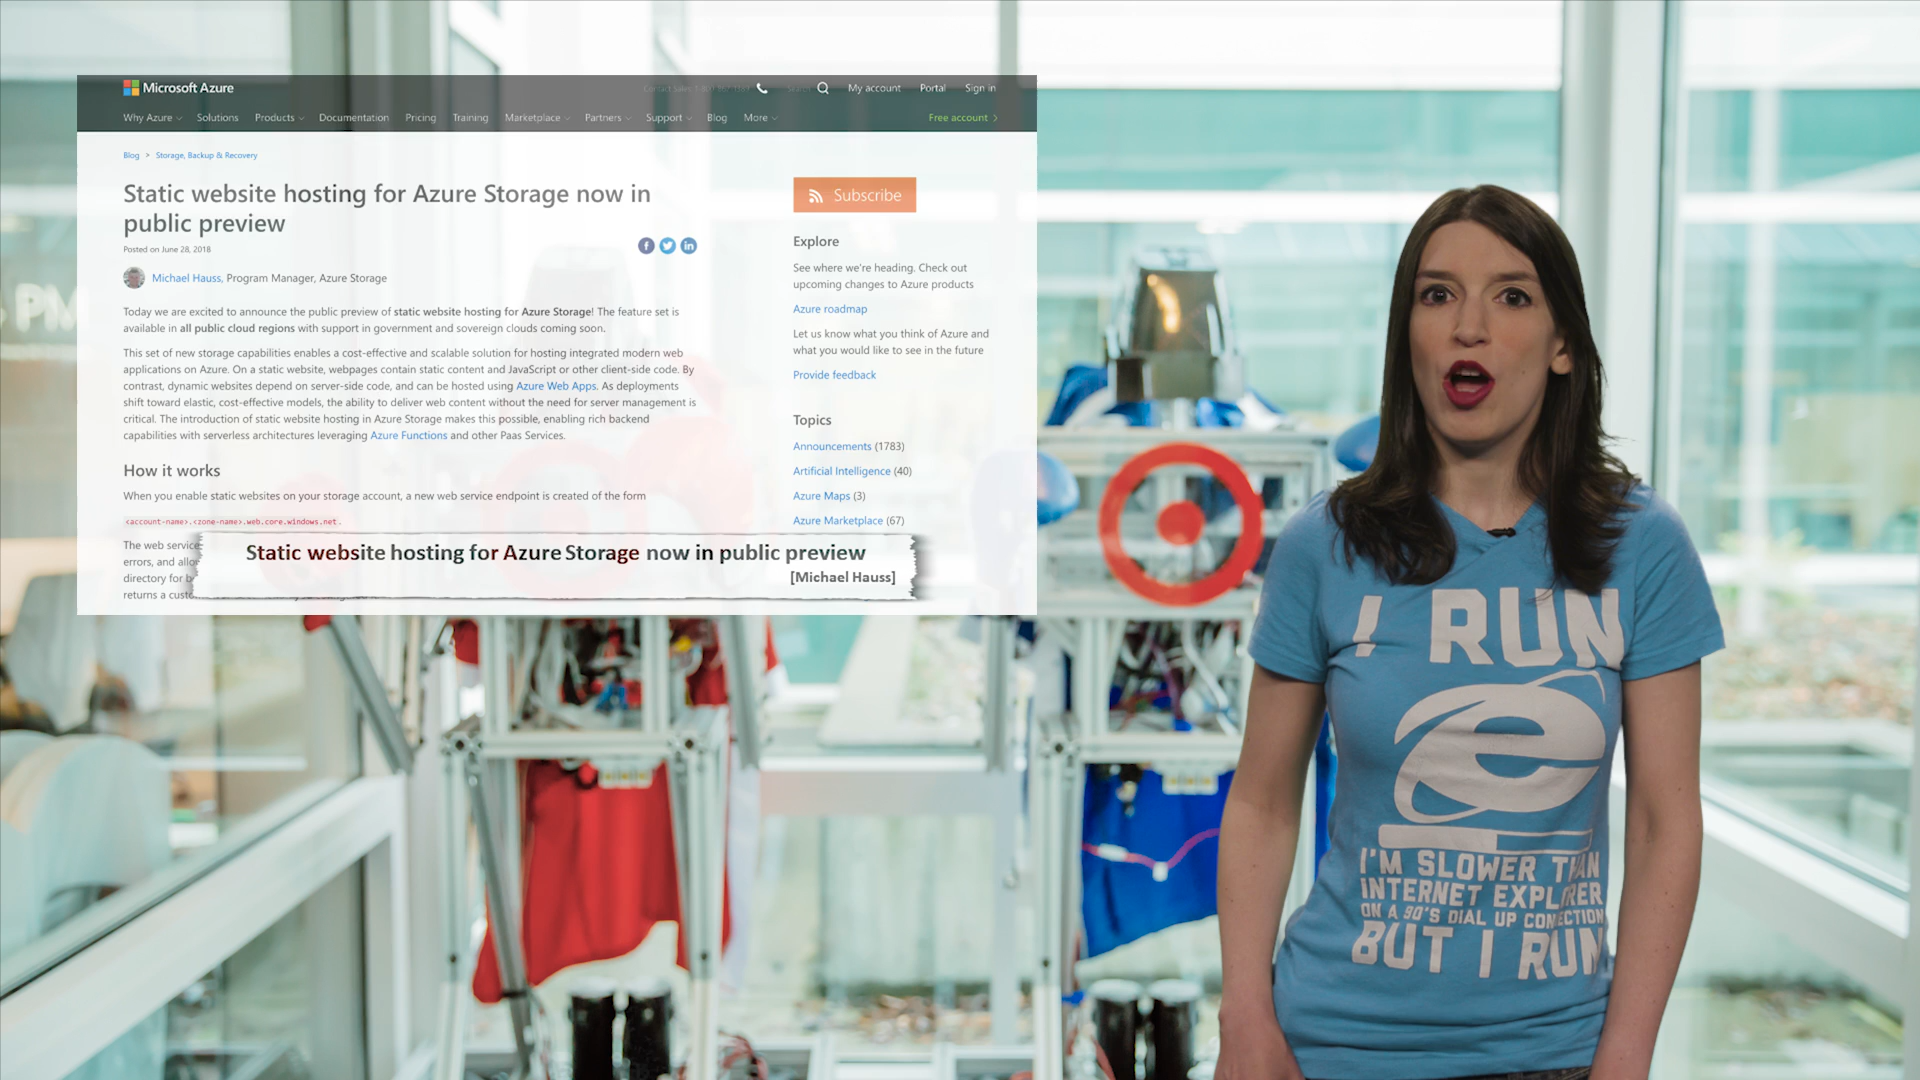 Microsoft Azure
My account Portal Sign in
Why Azure Solutions Products Documentation Pricing Training Marketplace Partners Support Blog More Free account
Blog > Storage, Backup & Recovery
Static website hosting for Azure Storage now in
public preview
Posted on June 28, 2018
Michael Hauss, Program Manager, Azure Storage
Today we are excited to announce the public preview of static website hosting for Azure Storage! The feature set is
available in all public cloud regions with support in government and sovereign clouds coming soon.
This set of new storage capabilities enables a cost-effective and scalable solution for hosting integrated modern web
applications on Azure. On a static website, webpages contain static content and JavaScript or other client-side code. By
contrast, dynamic websites depend on server-side code, and can be hosted using Azure Web Apps. As deployments
shift toward elastic, cost-effective models, the ability to deliver web content without the need for server management is
critical. The introduction of static website hosting in Azure Storage makes this possible, enabling rich backend
capabilities with serverless architectures leveraging Azure Functions and other Paas Services.
How it works
When you enable static websites on your storage account, a new web service endpoint is created of the form
<account-name>.<zone-name>.web.core.windows.net.
The web service
errors, and allo
directory for b
returns a cust
Static website hosting for Azure Storage now in public preview
[Michael Hauss]
Subscribe
Explore
See where we're heading. Check out
upcoming changes to Azure products
Azure roadmap
Let us know what you think of Azure and
what you would like to see in the future
Provide feedback
Topics
Announcements (1783)
Artificial Intelligence (40)
Azure Maps (3)
Azure Marketplace (67)
PM
I RUN
I'M SLOWER THAN
INTERNET EXPLORER
ON A 90'S DIAL UP CONNECTION
BUT I RUN